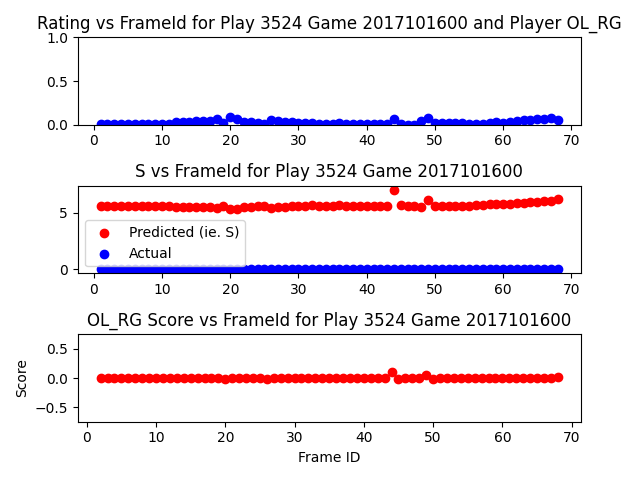 Rating vs FrameId for Play 3524 Game 2017101600 and Player OL_RG
1.0
0.5
0.0
0 10 20 30 40 50 60 70
S vs FrameId for Play 3524 Game 2017101600
5
0
Predicted (ie. S)
Actual
0 10 20 30 40 50 60 70
OL_RG Score vs FrameId for Play 3524 Game 2017101600
Score
0.5
0.0
−0.5
0 10 20 30 40 50 60 70
Frame ID